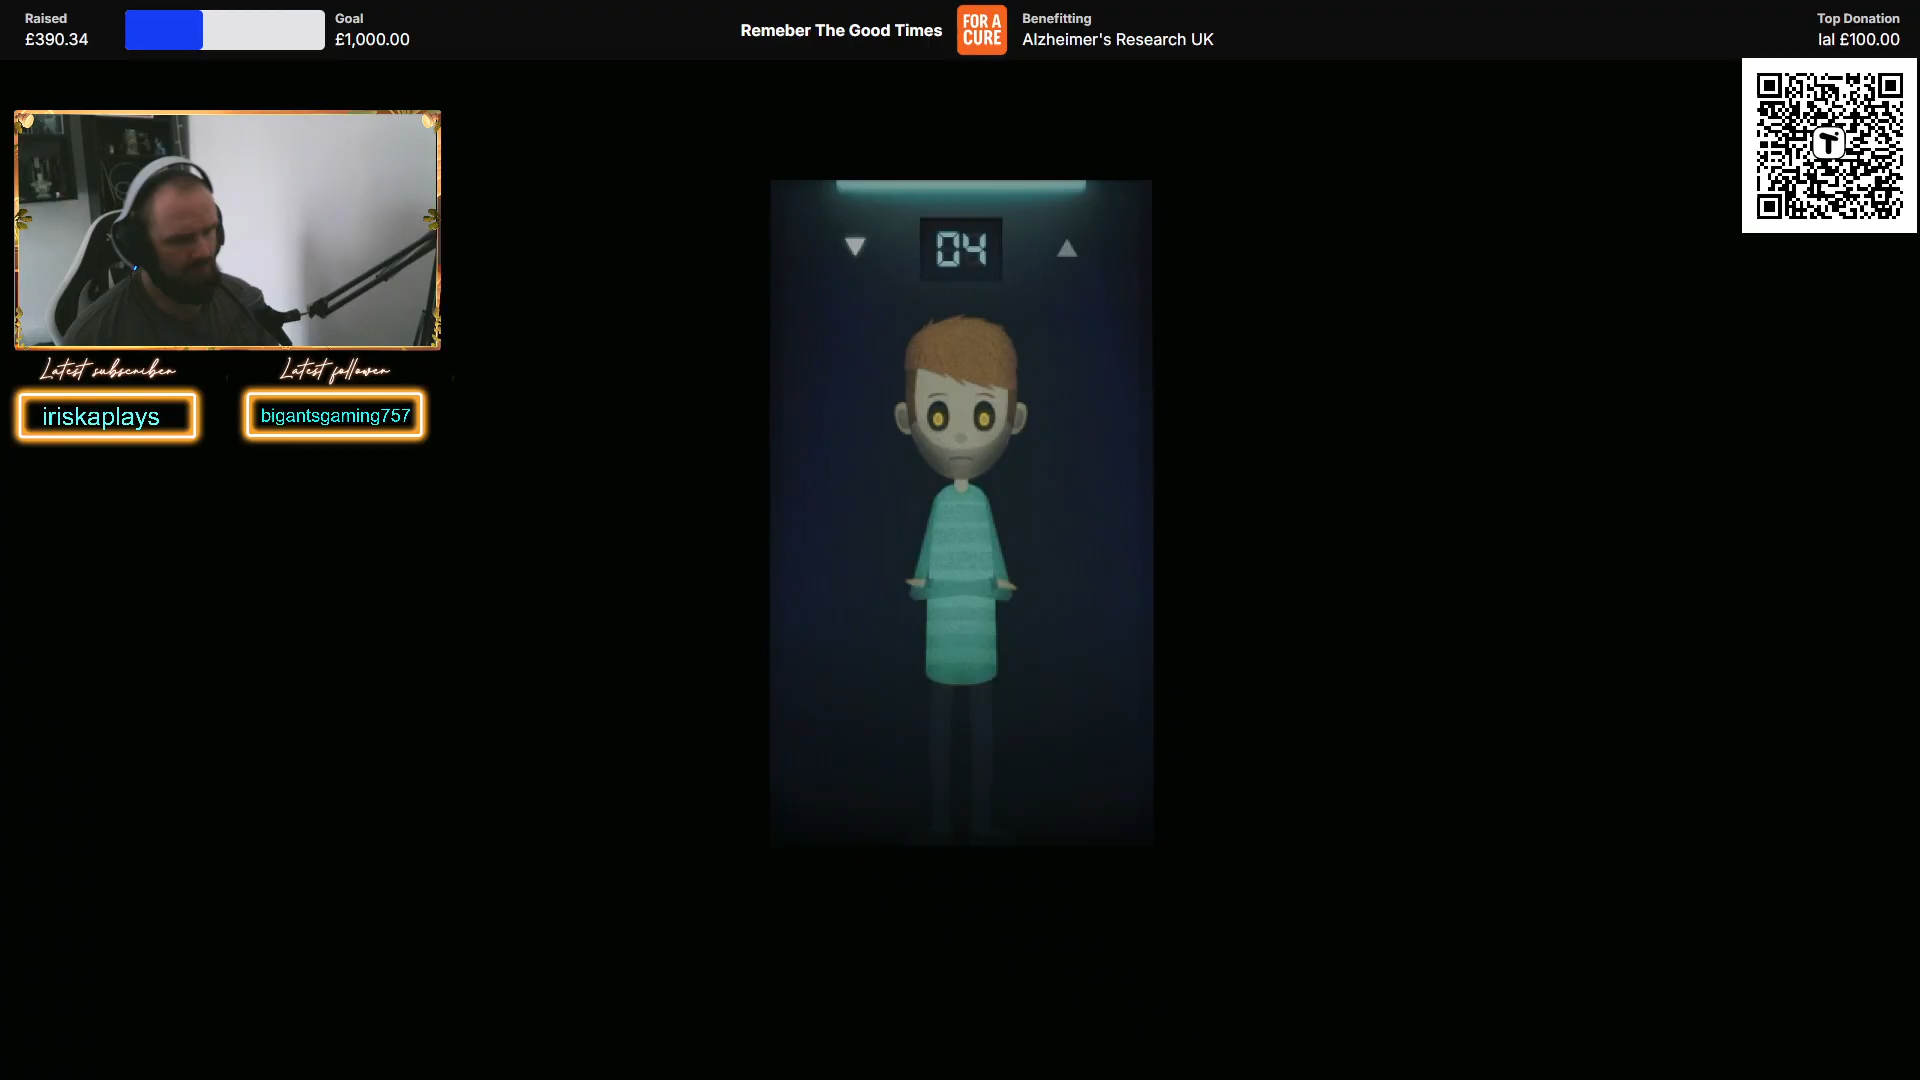 Raised
£390.34
Goal
£1,000.00
Remeber The Good Times
FOR A
CURE
Benefitting
Alzheimer's Research UK
Top Donation
lal £100.00
T
04
Latest subscriber
Latest follower
iriskaplays
bigantsgaming757